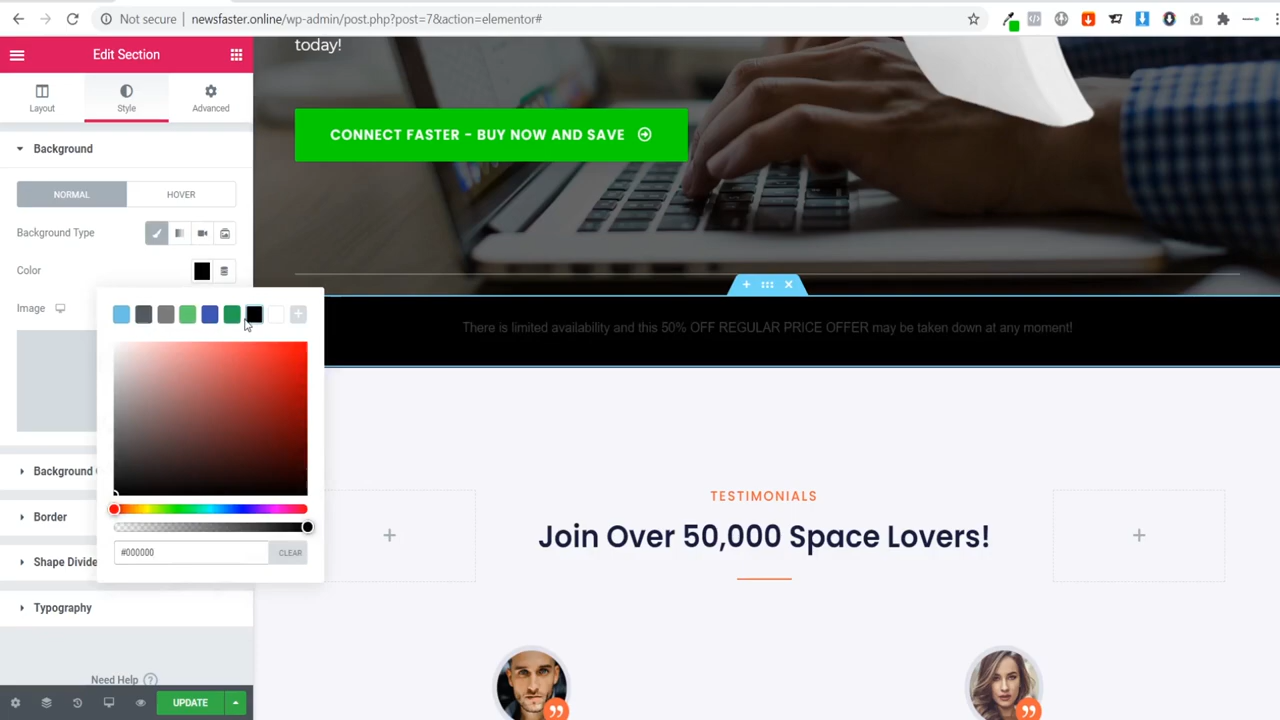 Not secure
newsfaster.online/wp-admin/post.php?post=7&action=elementor#
Edit Section
Layout
Style
Advanced
Background
NORMAL
HOVER
Background Type
Color
Image
#000000
CLEAR
Background
Border
Shape Divide
Typography
Need Help
?
UPDATE
today!
CONNECT FASTER - BUY NOW AND SAVE
There is limited availability and this 50% OFF REGULAR PRICE OFFER may be taken down at any moment!
TESTIMONIALS
Join Over 50,000 Space Lovers!